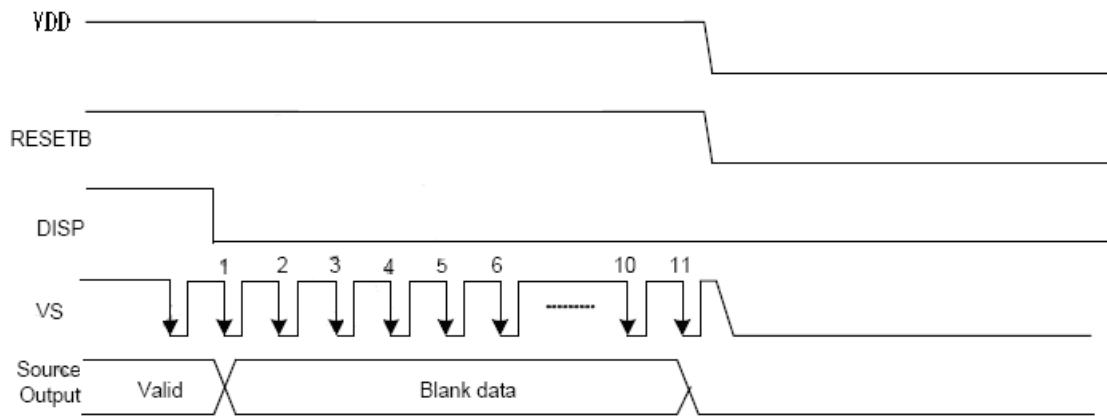 VDD
RESETB
DISP
1 2 3 4 5 6 10 11
VS
Source
Output
Valid
Blank data